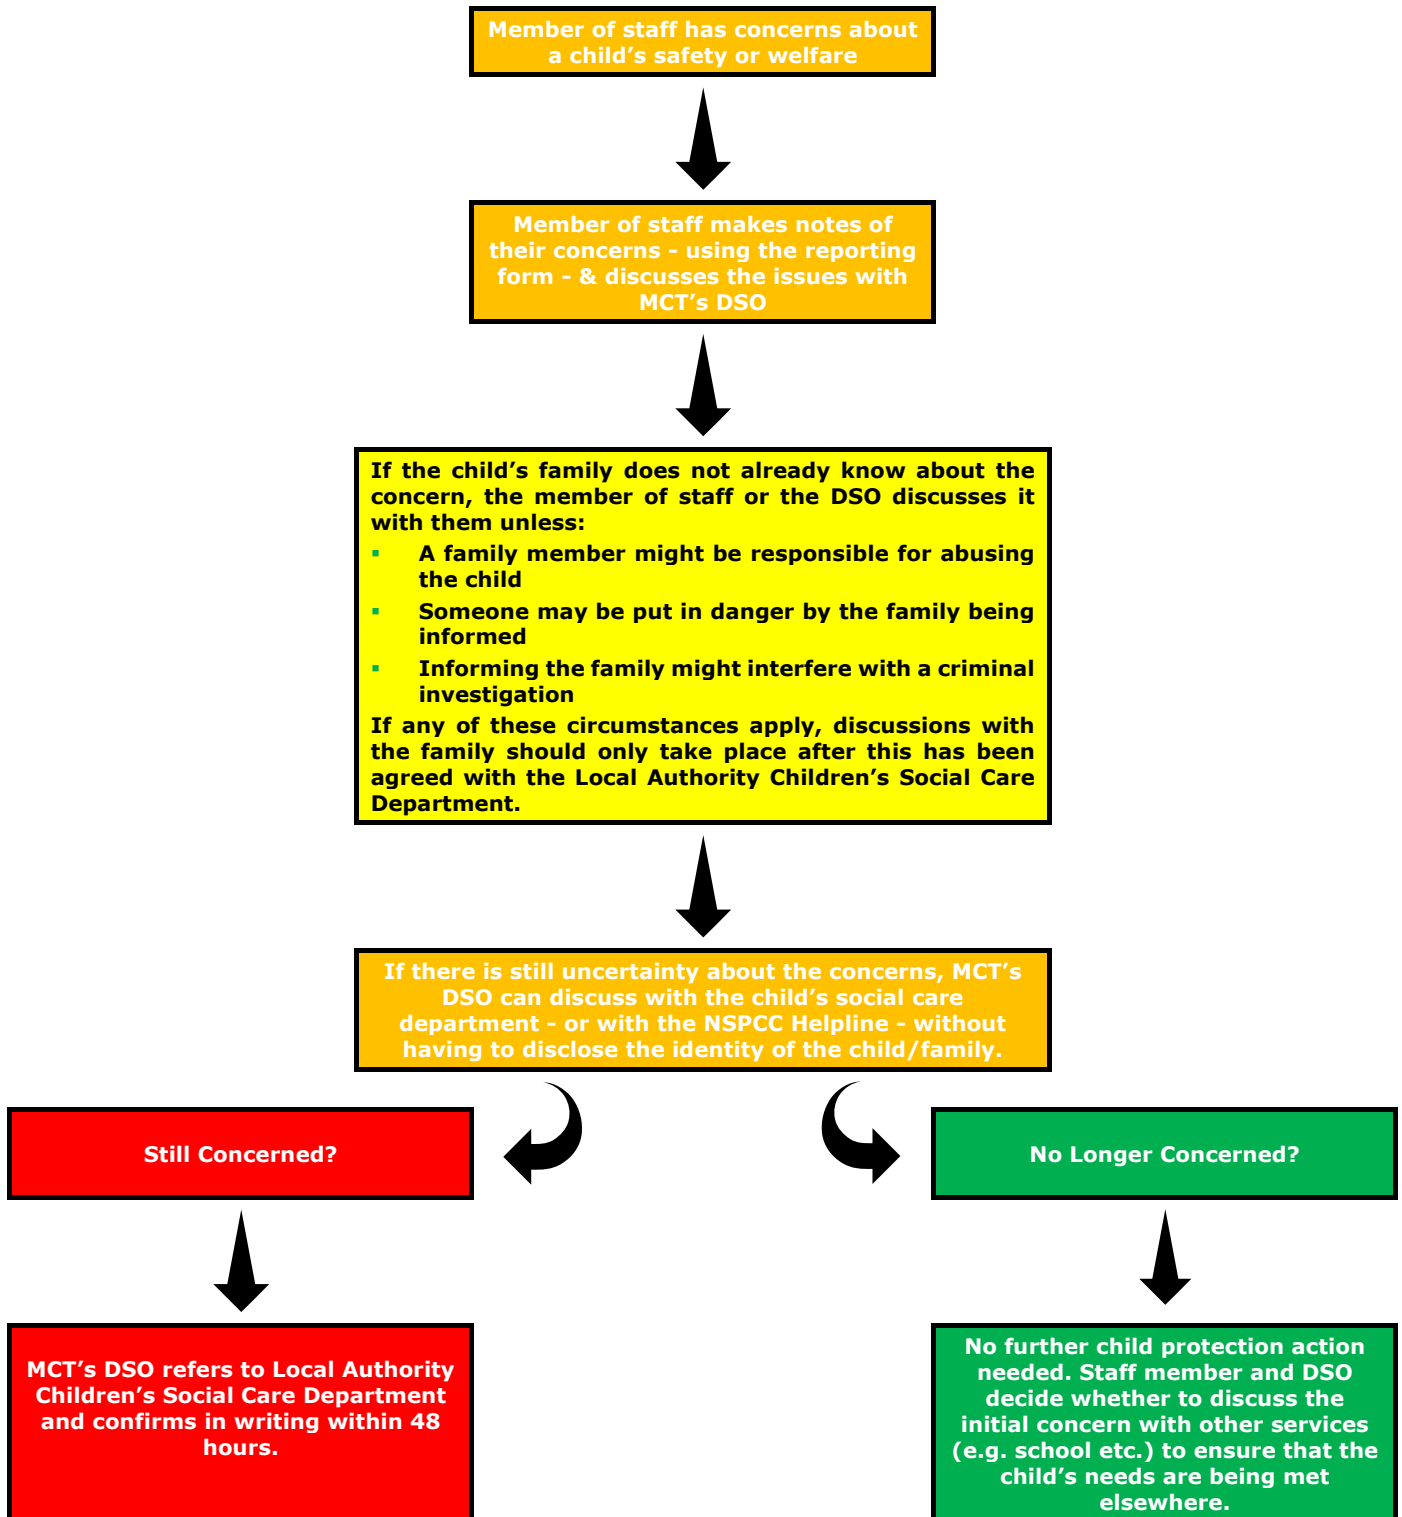 Member of staff has concerns about
a child’s safety or welfare
Member of staff makes notes of
their concerns - using the reporting
form - & discusses the issues with
MCT’s DSO
If the child’s family does not already know about the
concern, the member of staff or the DSO discusses it
with them unless:
▪ A family member might be responsible for abusing
the child
▪ Someone may be put in danger by the family being
informed
▪ Informing the family might interfere with a criminal
investigation
If any of these circumstances apply, discussions with
the family should only take place after this has been
agreed with the Local Authority Children’s Social Care
Department.
If there is still uncertainty about the concerns, MCT’s
DSO can discuss with the child’s social care
department - or with the NSPCC Helpline - without
having to disclose the identity of the child/family.
Still Concerned?
No Longer Concerned?
MCT’s DSO refers to Local Authority
Children’s Social Care Department
and confirms in writing within 48
hours.
No further child protection action
needed. Staff member and DSO
decide whether to discuss the
initial concern with other services
(e.g. school etc.) to ensure that the
child’s needs are being met
elsewhere.